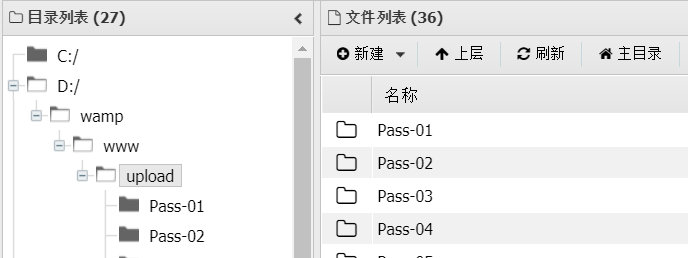 目录列表 (27)
C:/
D:/
wamp
www
upload
Pass-01
Pass-02
文件列表 (36)
新建 上层 刷新 主目录
名称
Pass-01
Pass-02
Pass-03
Pass-04